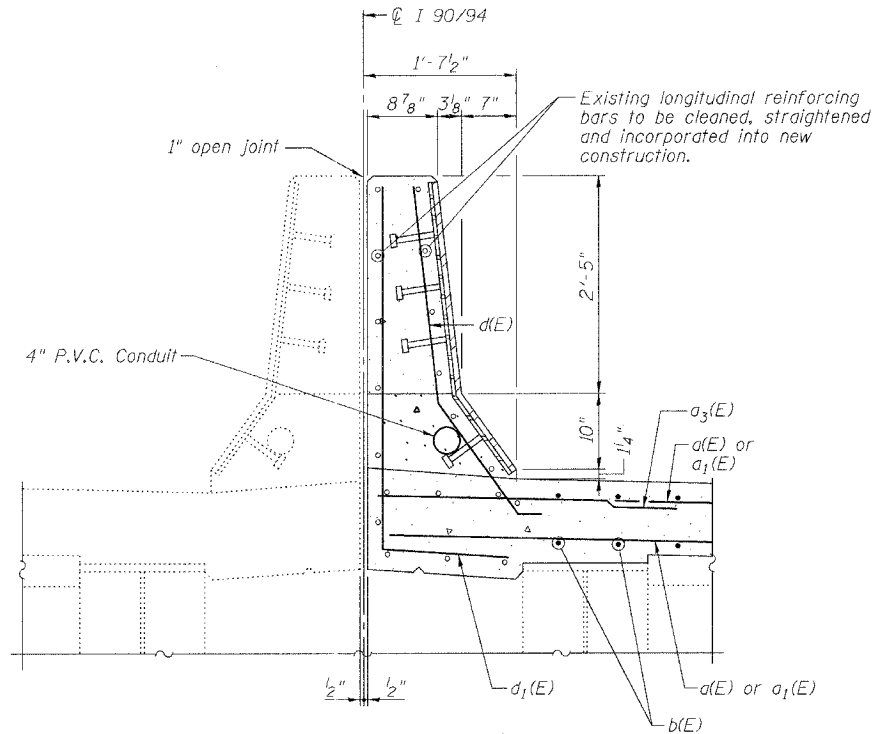 ℄ I 90/94
1'-7½"
8⅞" 3⅛" 7"
Existing longitudinal reinforcing
bars to be cleaned, straightened
and incorporated into new
construction.
1" open joint
2'-5"
d(E)
4" P.V.C. Conduit
10"
1¼"
a₃(E)
a(E) or
a₁(E)
½" ½"
d₁(E)
a(E) or a₁(E)
b(E)